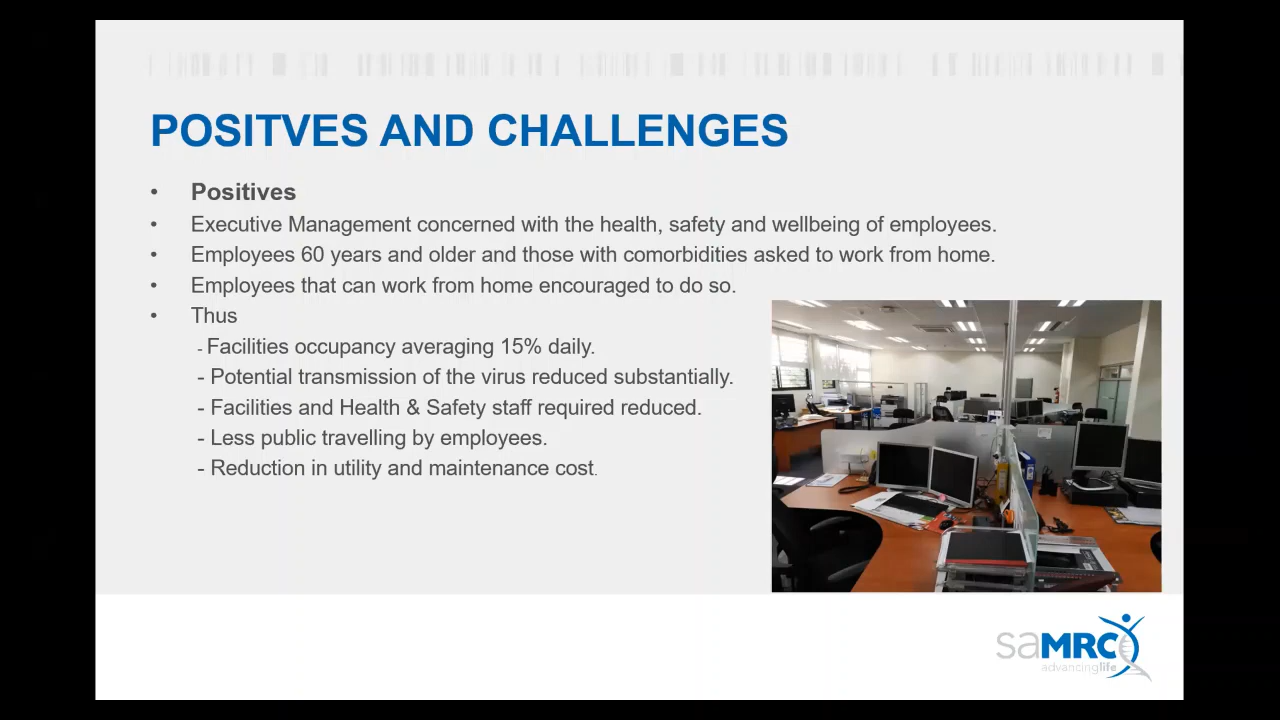 POSITVES AND CHALLENGES
• Positives
• Executive Management concerned with the health, safety and wellbeing of employees.
• Employees 60 years and older and those with comorbidities asked to work from home.
• Employees that can work from home encouraged to do so.
• Thus
- Facilities occupancy averaging 15% daily.
- Potential transmission of the virus reduced substantially.
- Facilities and Health & Safety staff required reduced.
- Less public travelling by employees.
- Reduction in utility and maintenance cost.
saMRC
advancinglife